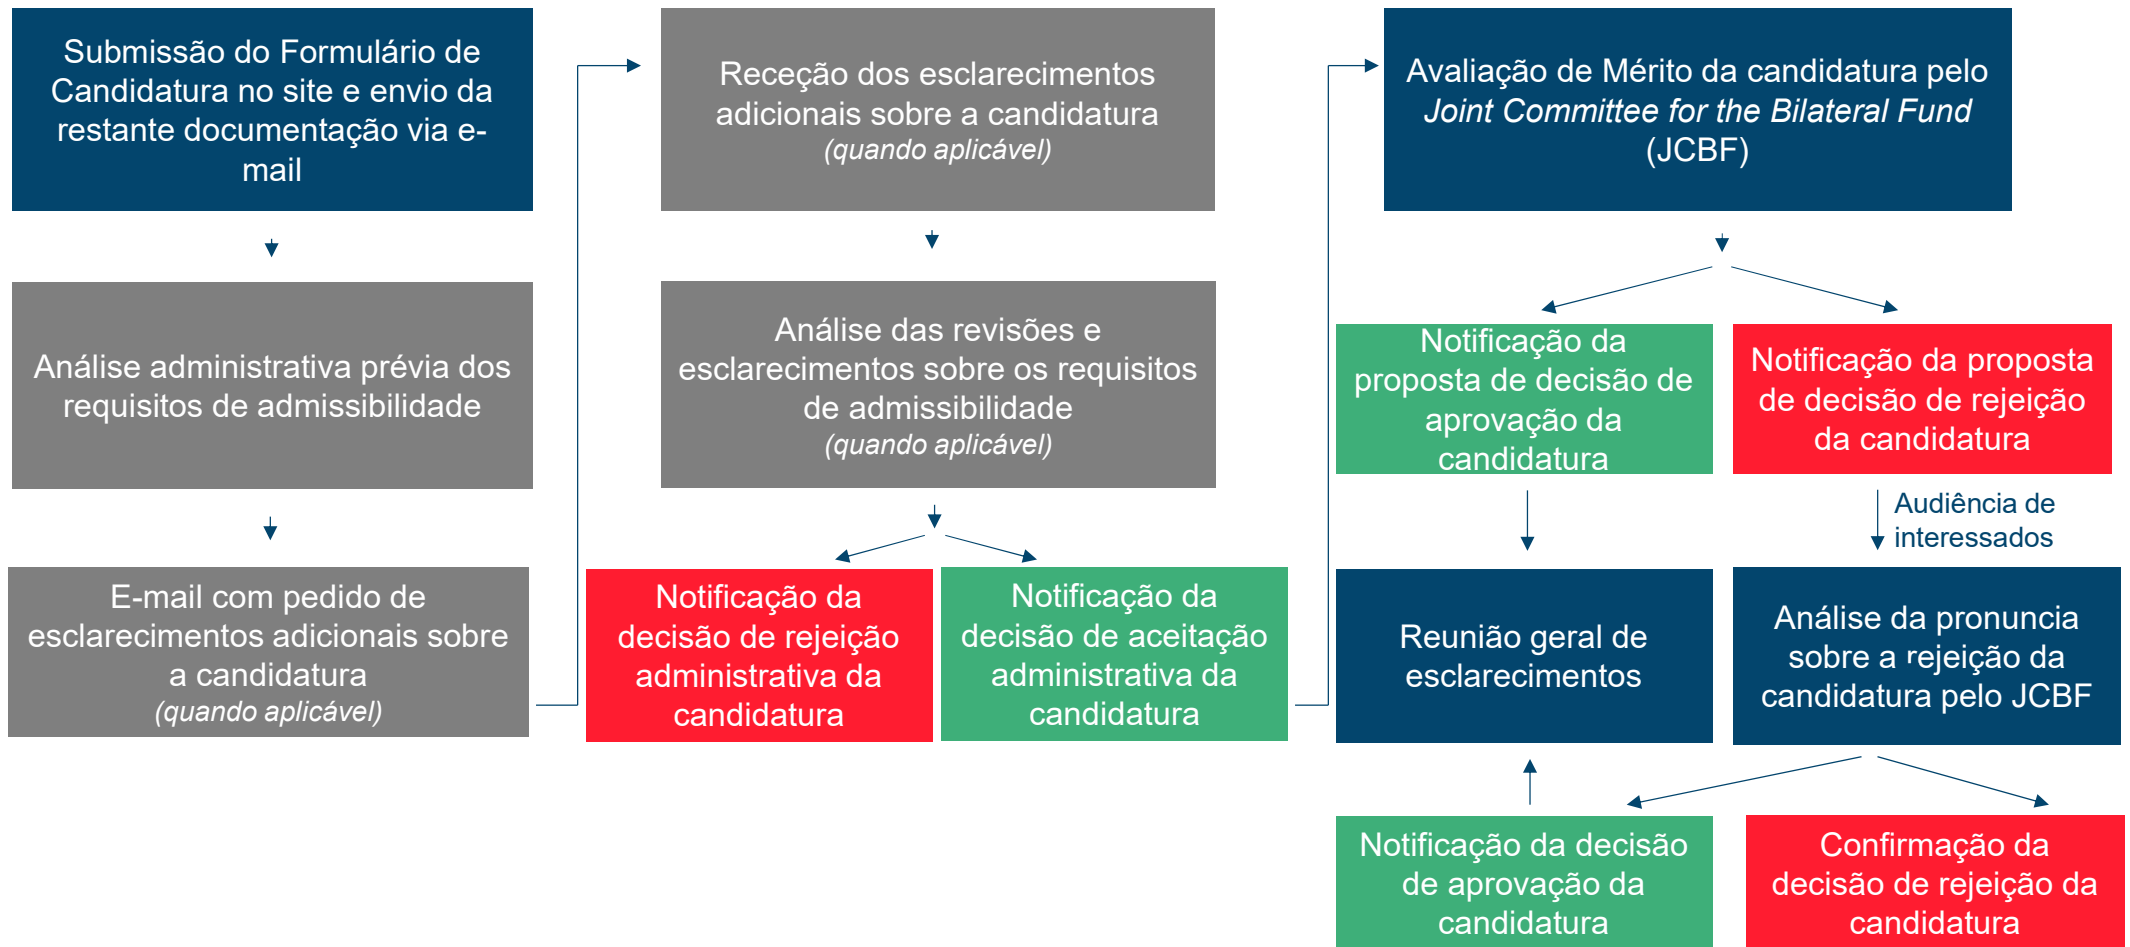 Submissão do Formulário de
Candidatura no site e envio da
restante documentação via e-
mail
Análise administrativa prévia dos
requisitos de admissibilidade
E-mail com pedido de
esclarecimentos adicionais sobre
a candidatura
(quando aplicável)
Receção dos esclarecimentos
adicionais sobre a candidatura
(quando aplicável)
Análise das revisões e
esclarecimentos sobre os requisitos
de admissibilidade
(quando aplicável)
Notificação da
decisão de rejeição
administrativa da
candidatura
Notificação da
decisão de aceitação
administrativa da
candidatura
Avaliação de Mérito da candidatura pelo
Joint Committee for the Bilateral Fund
(JCBF)
Notificação da
proposta de decisão de
aprovação da
candidatura
Notificação da proposta
de decisão de rejeição
da candidatura
Audiência de
interessados
Reunião geral de
esclarecimentos
Análise da pronuncia
sobre a rejeição da
candidatura pelo JCBF
Notificação da decisão
de aprovação da
candidatura
Confirmação da
decisão de rejeição da
candidatura